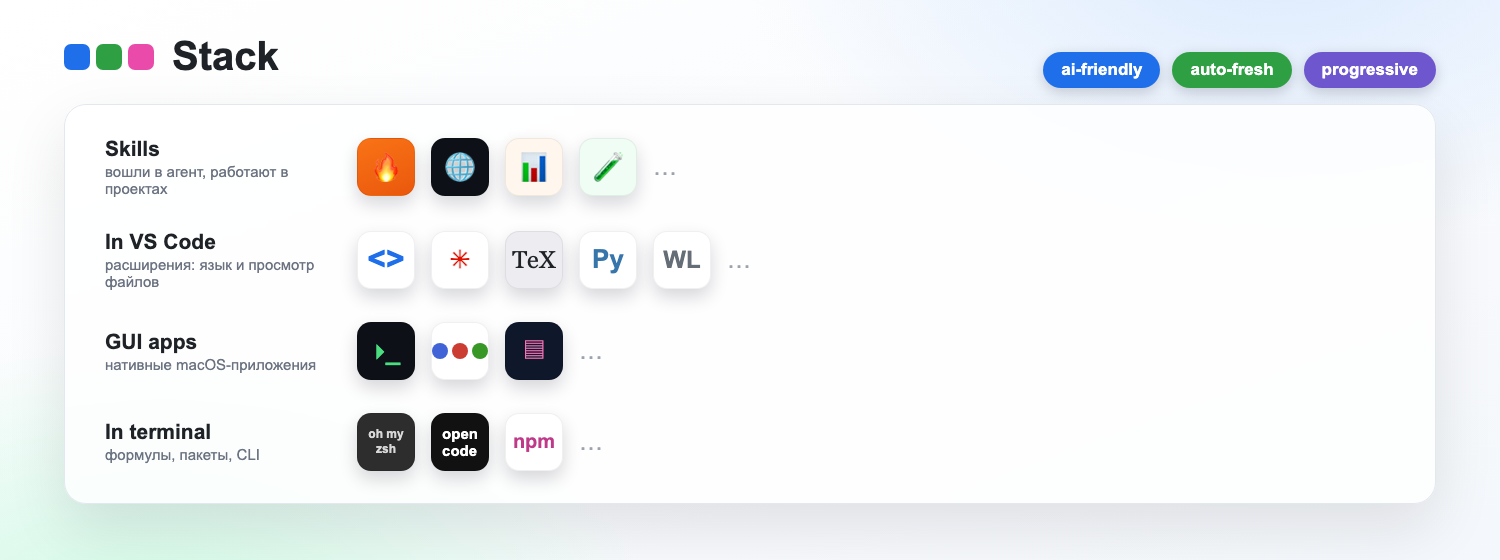 Stack
ai-friendly
auto-fresh
progressive
Skills
вошли в агент, работают в
проектах
...
In VS Code
расширения: язык и просмотр
файлов
<>
TeX
Py
WL
...
GUI apps
нативные macOS-приложения
...
In terminal
формулы, пакеты, CLI
oh my
zsh
open
code
npm
...